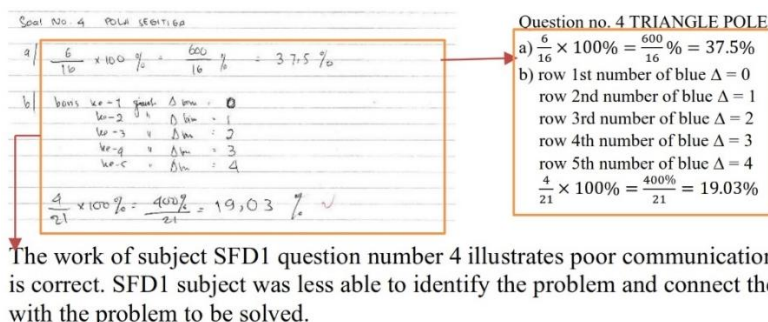 Soal No. 4 POLA SEGITIGA
a) 6/16 x 100 % = 600/16 % = 37,5 %
b) baris ke-1 Δ = 0
ke-2 " Δ = 1
ke-3 " Δ = 2
ke-4 " Δ = 3
ke-5 " Δ = 4
4/21 x 100 % = 400%/21 = 19,03 %
Question no. 4 TRIANGLE POLE
a) 6/16 × 100% = 600/16 % = 37.5%
b) row 1st number of blue Δ = 0
row 2nd number of blue Δ = 1
row 3rd number of blue Δ = 2
row 4th number of blue Δ = 3
row 5th number of blue Δ = 4
4/21 × 100% = 400%/21 = 19.03%
The work of subject SFD1 question number 4 illustrates poor communication
is correct. SFD1 subject was less able to identify the problem and connect the
with the problem to be solved.